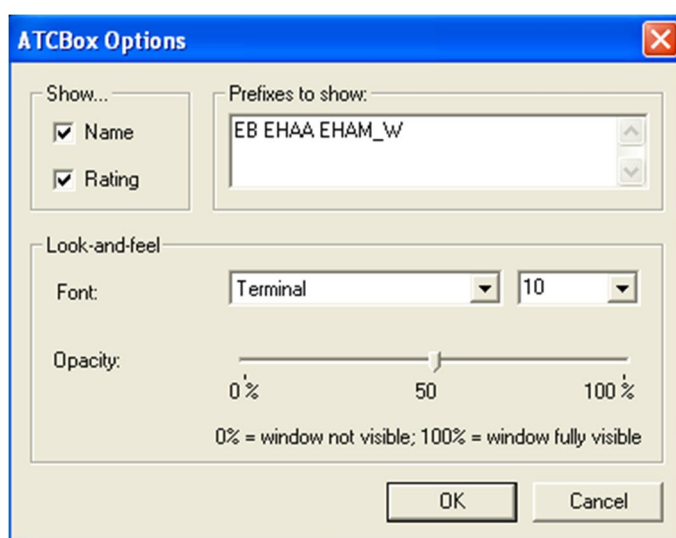 ATCBox Options
Show...
Name
Rating
Prefixes to show:
EB EHAA EHAM_W
Look-and-feel
Font:
Terminal
10
Opacity:
0 % 50 100 %
0% = window not visible; 100% = window fully visible
OK
Cancel